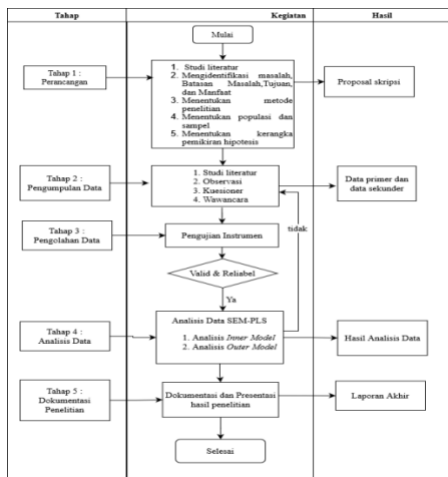 Tahap
Kegiatan
Hasil
Mulai
Tahap 1 :
Perancangan
1. Studi literatur
2. Mengidentifikasi masalah,
Batasan Masalah,Tujuan,
dan Manfaat
3. Menentukan metode
penelitian
4. Menentukan populasi dan
sampel
5. Menentukan kerangka
pemikiran hipotesis
Proposal skripsi
Tahap 2 :
Pengumpulan Data
1. Studi literatur
2. Observasi
3. Kuesioner
4. Wawancara
Data primer dan
data sekunder
Tahap 3 :
Pengolahan Data
Pengujian Instrumen
tidak
Valid & Reliabel
Ya
Tahap 4 :
Analisis Data
Analisis Data SEM-PLS
1. Analisis Inner Model
2. Analisis Outer Model
Hasil Analisis Data
Tahap 5 :
Dokumentasi
Penelitian
Dokumentasi dan Presentasi
hasil penelitian
Laporan Akhir
Selesai